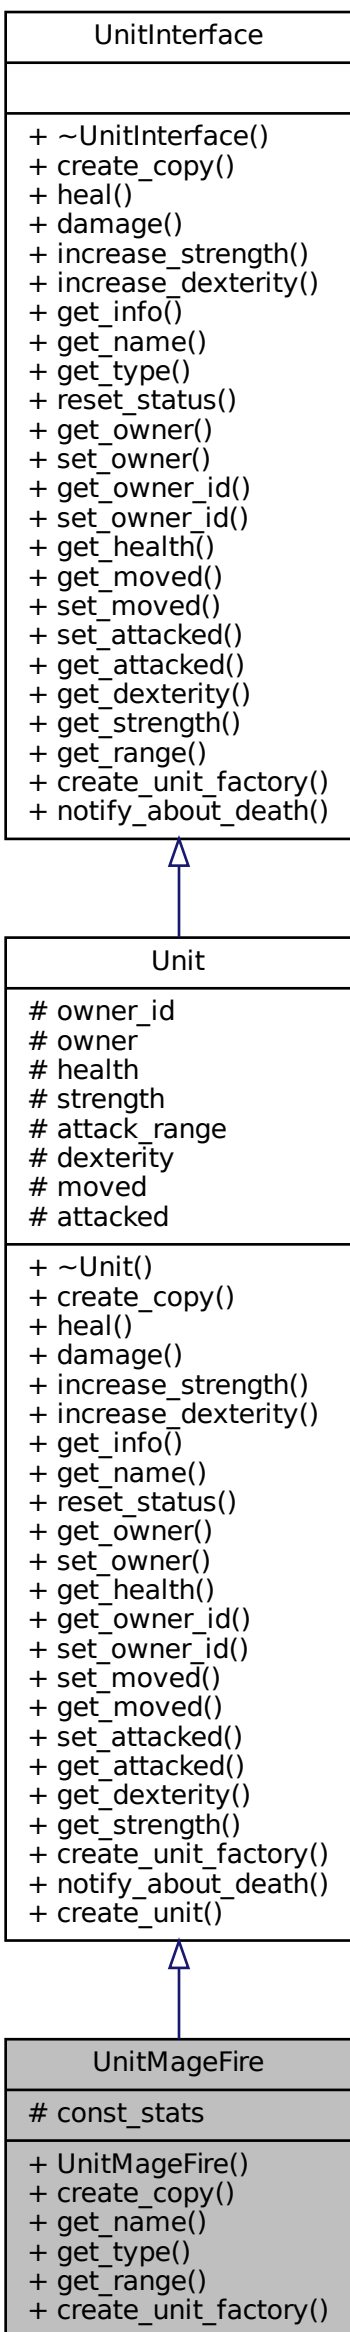 UnitInterface
+ ~UnitInterface()
+ create_copy()
+ heal()
+ damage()
+ increase_strength()
+ increase_dexterity()
+ get_info()
+ get_name()
+ get_type()
+ reset_status()
+ get_owner()
+ set_owner()
+ get_owner_id()
+ set_owner_id()
+ get_health()
+ get_moved()
+ set_moved()
+ set_attacked()
+ get_attacked()
+ get_dexterity()
+ get_strength()
+ get_range()
+ create_unit_factory()
+ notify_about_death()
Unit
# owner_id
# owner
# health
# strength
# attack_range
# dexterity
# moved
# attacked
+ ~Unit()
+ create_copy()
+ heal()
+ damage()
+ increase_strength()
+ increase_dexterity()
+ get_info()
+ get_name()
+ reset_status()
+ get_owner()
+ set_owner()
+ get_health()
+ get_owner_id()
+ set_owner_id()
+ set_moved()
+ get_moved()
+ set_attacked()
+ get_attacked()
+ get_dexterity()
+ get_strength()
+ create_unit_factory()
+ notify_about_death()
+ create_unit()
UnitMageFire
# const_stats
+ UnitMageFire()
+ create_copy()
+ get_name()
+ get_type()
+ get_range()
+ create_unit_factory()